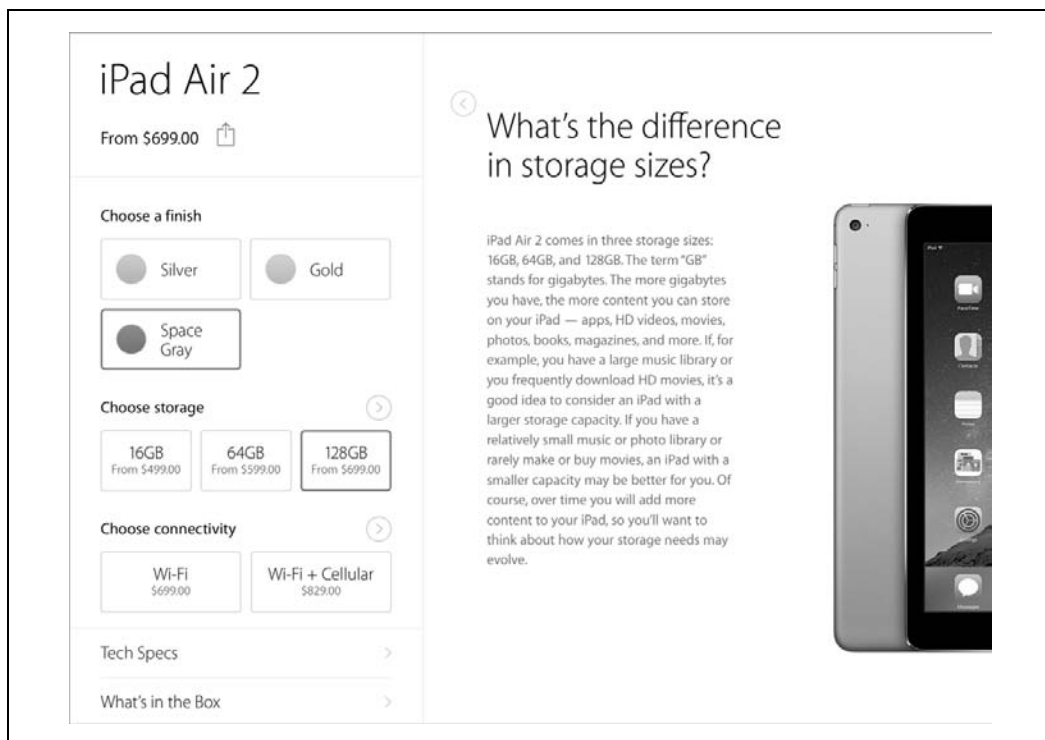 iPad Air 2
From $699.00
Choose a finish
Silver
Gold
Space
Gray
Choose storage
16GB
From $499.00
64GB
From $599.00
128GB
From $699.00
Choose connectivity
Wi-Fi
$699.00
Wi-Fi + Cellular
$829.00
Tech Specs
What's in the Box
What's the difference
in storage sizes?
iPad Air 2 comes in three storage sizes:
16GB, 64GB, and 128GB. The term "GB"
stands for gigabytes. The more gigabytes
you have, the more content you can store
on your iPad — apps, HD videos, movies,
photos, books, magazines, and more. If, for
example, you have a large music library or
you frequently download HD movies, it's a
good idea to consider an iPad with a
larger storage capacity. If you have a
relatively small music or photo library or
rarely make or buy movies, an iPad with a
smaller capacity may be better for you. Of
course, over time you will add more
content to your iPad, so you'll want to
think about how your storage needs may
evolve.
iPad
FaceTime
Contacts
Messages